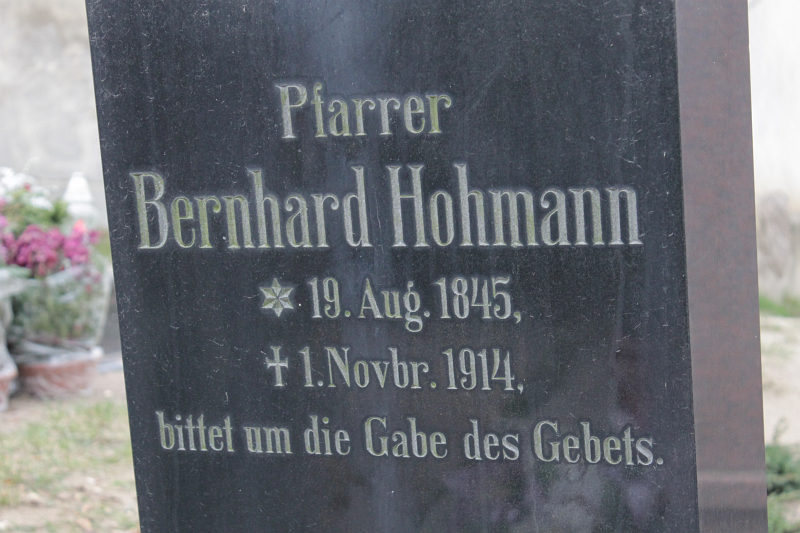 Pfarrer
Bernhard Hohmann
✶ 19. Aug. 1845,
† 1. Novbr. 1914,
bittet um die Gabe des Gebets.